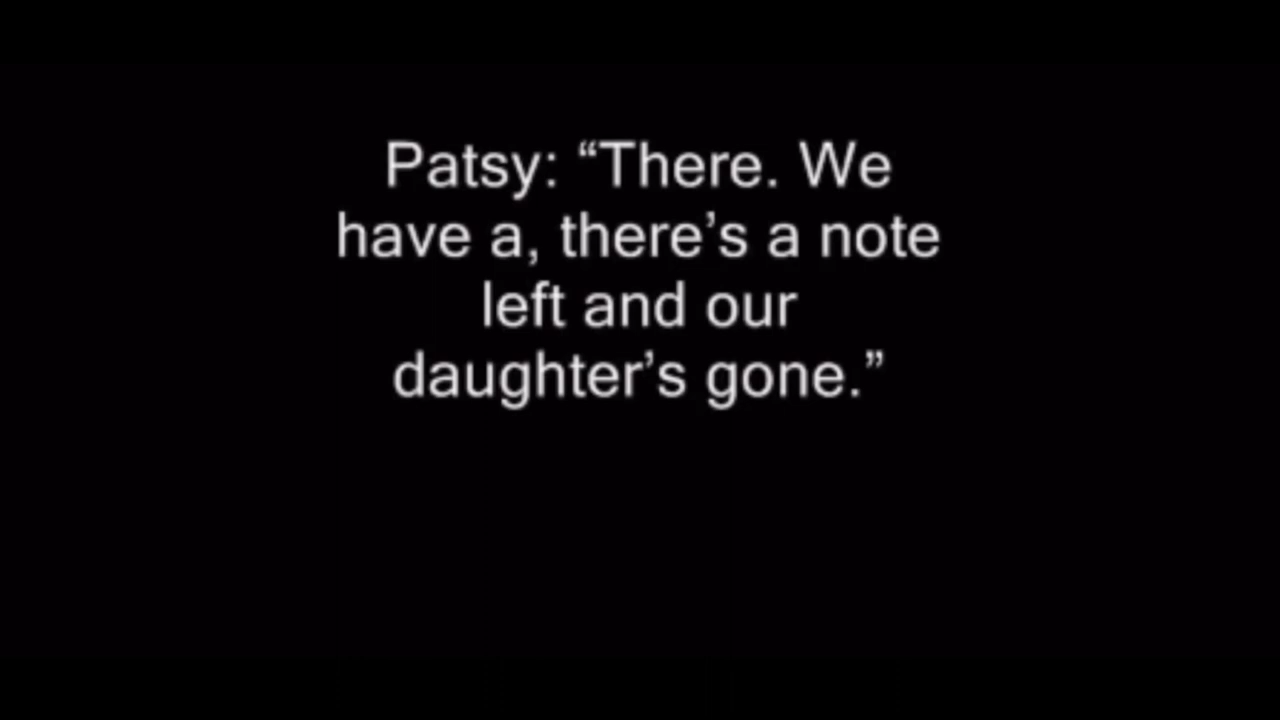 Patsy: “There. We
have a, there’s a note
left and our
daughter’s gone.”